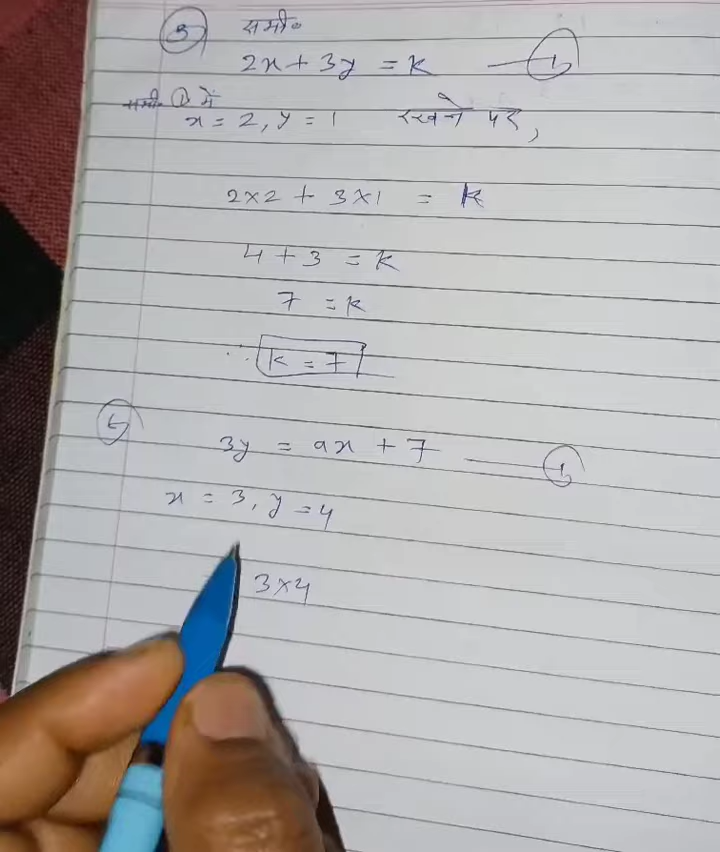 ③ समी०
2x + 3y = k —— ①
समी० ① में
x = 2, y = 1 रखने पर,
2×2 + 3×1 = k
4 + 3 = k
7 = k
∴ k = 7
3y = ax + 7 —— ①
x = 3, y = 4
3×4